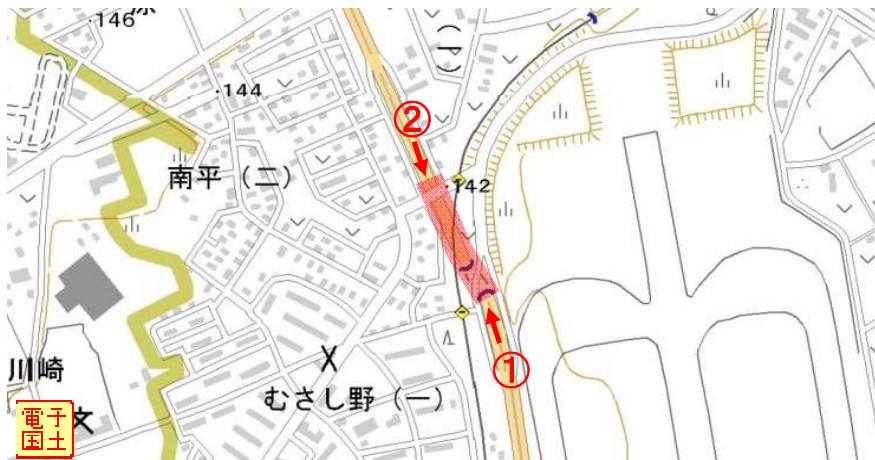 ·146
(P)
·144
②
南平（二）
·142
川崎
文
むさし野（一）
①
電子
国土